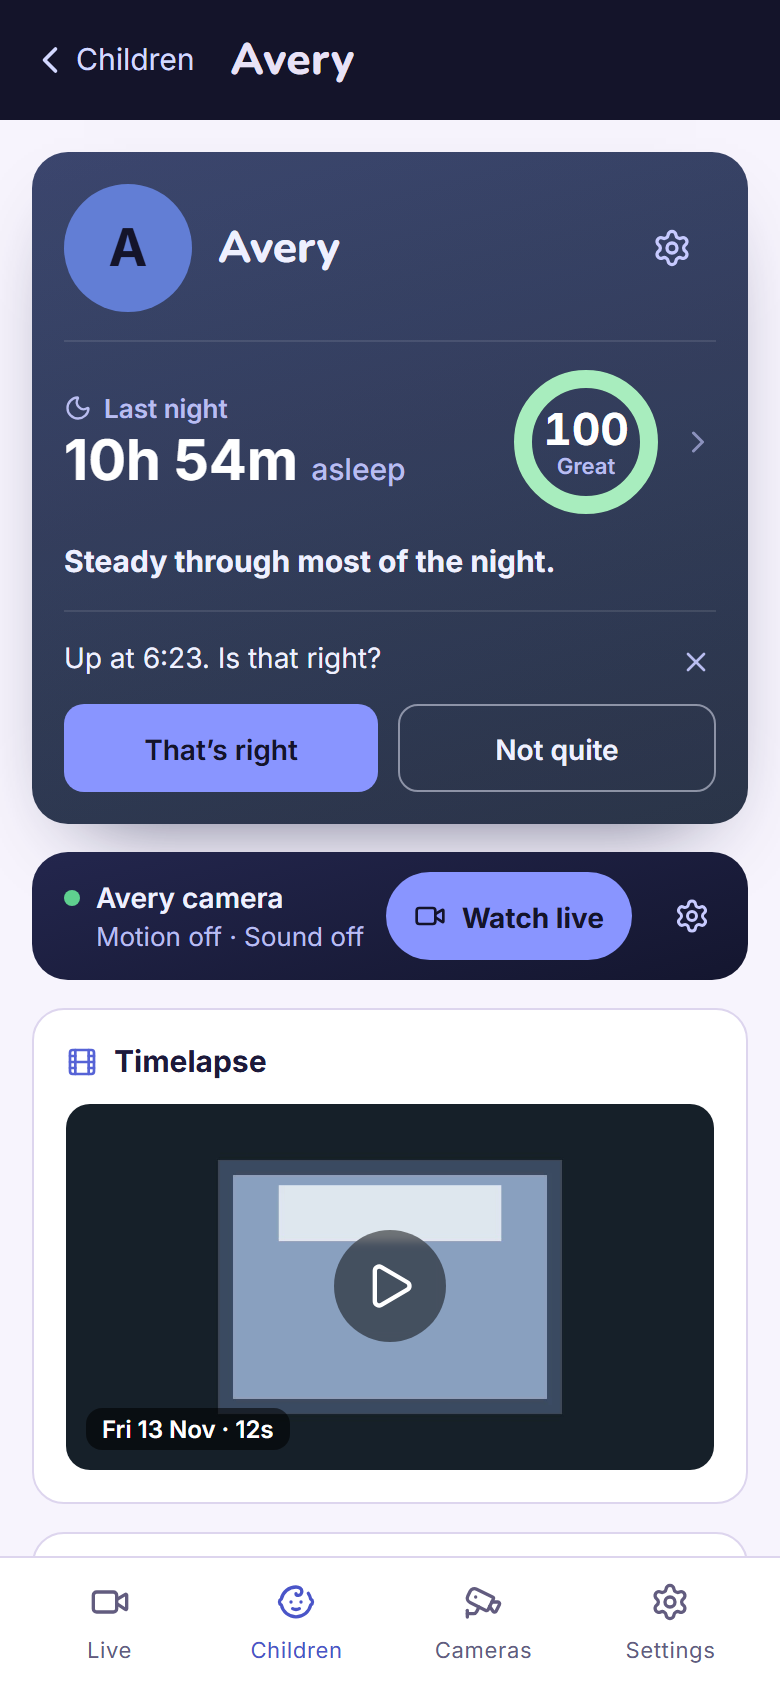 Children Avery
A
Avery
Last night
10h 54m asleep
100
Great
Steady through most of the night.
Up at 6:23. Is that right?
That’s right
Not quite
Avery camera
Motion off · Sound off
Watch live
Timelapse
Fri 13 Nov · 12s
Live
Children
Cameras
Settings